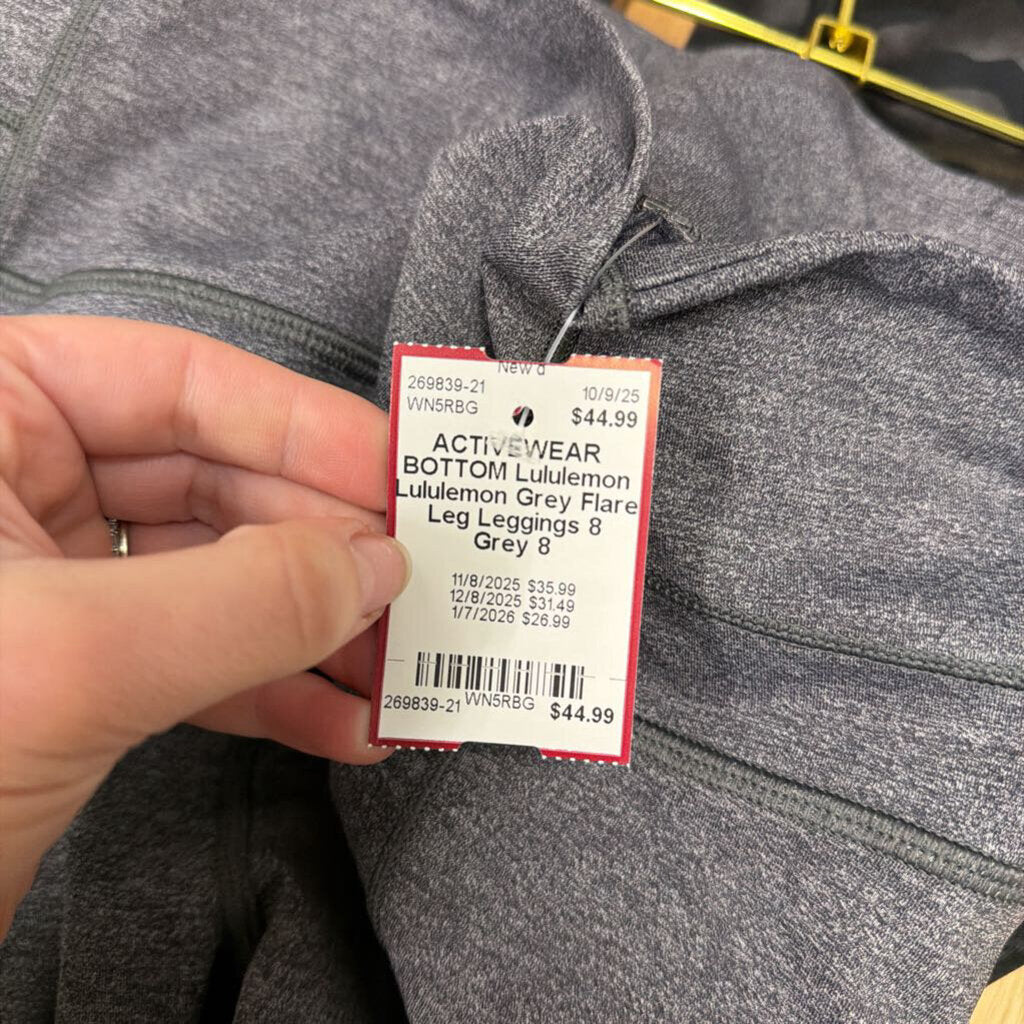 269839-21 10/9/25
WN5RBG $44.99
ACTIVEWEAR
BOTTOM Lululemon
Lululemon Grey Flare
Leg Leggings 8
Grey 8
11/8/2025 $35.99
12/8/2025 $31.49
1/7/2026 $26.99
269839-21 WN5RBG $44.99